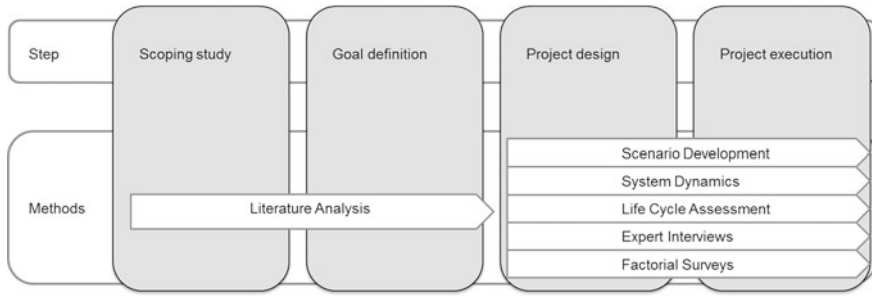 Step
Scoping study
Goal definition
Project design
Project execution
Methods
Literature Analysis
Scenario Development
System Dynamics
Life Cycle Assessment
Expert Interviews
Factorial Surveys